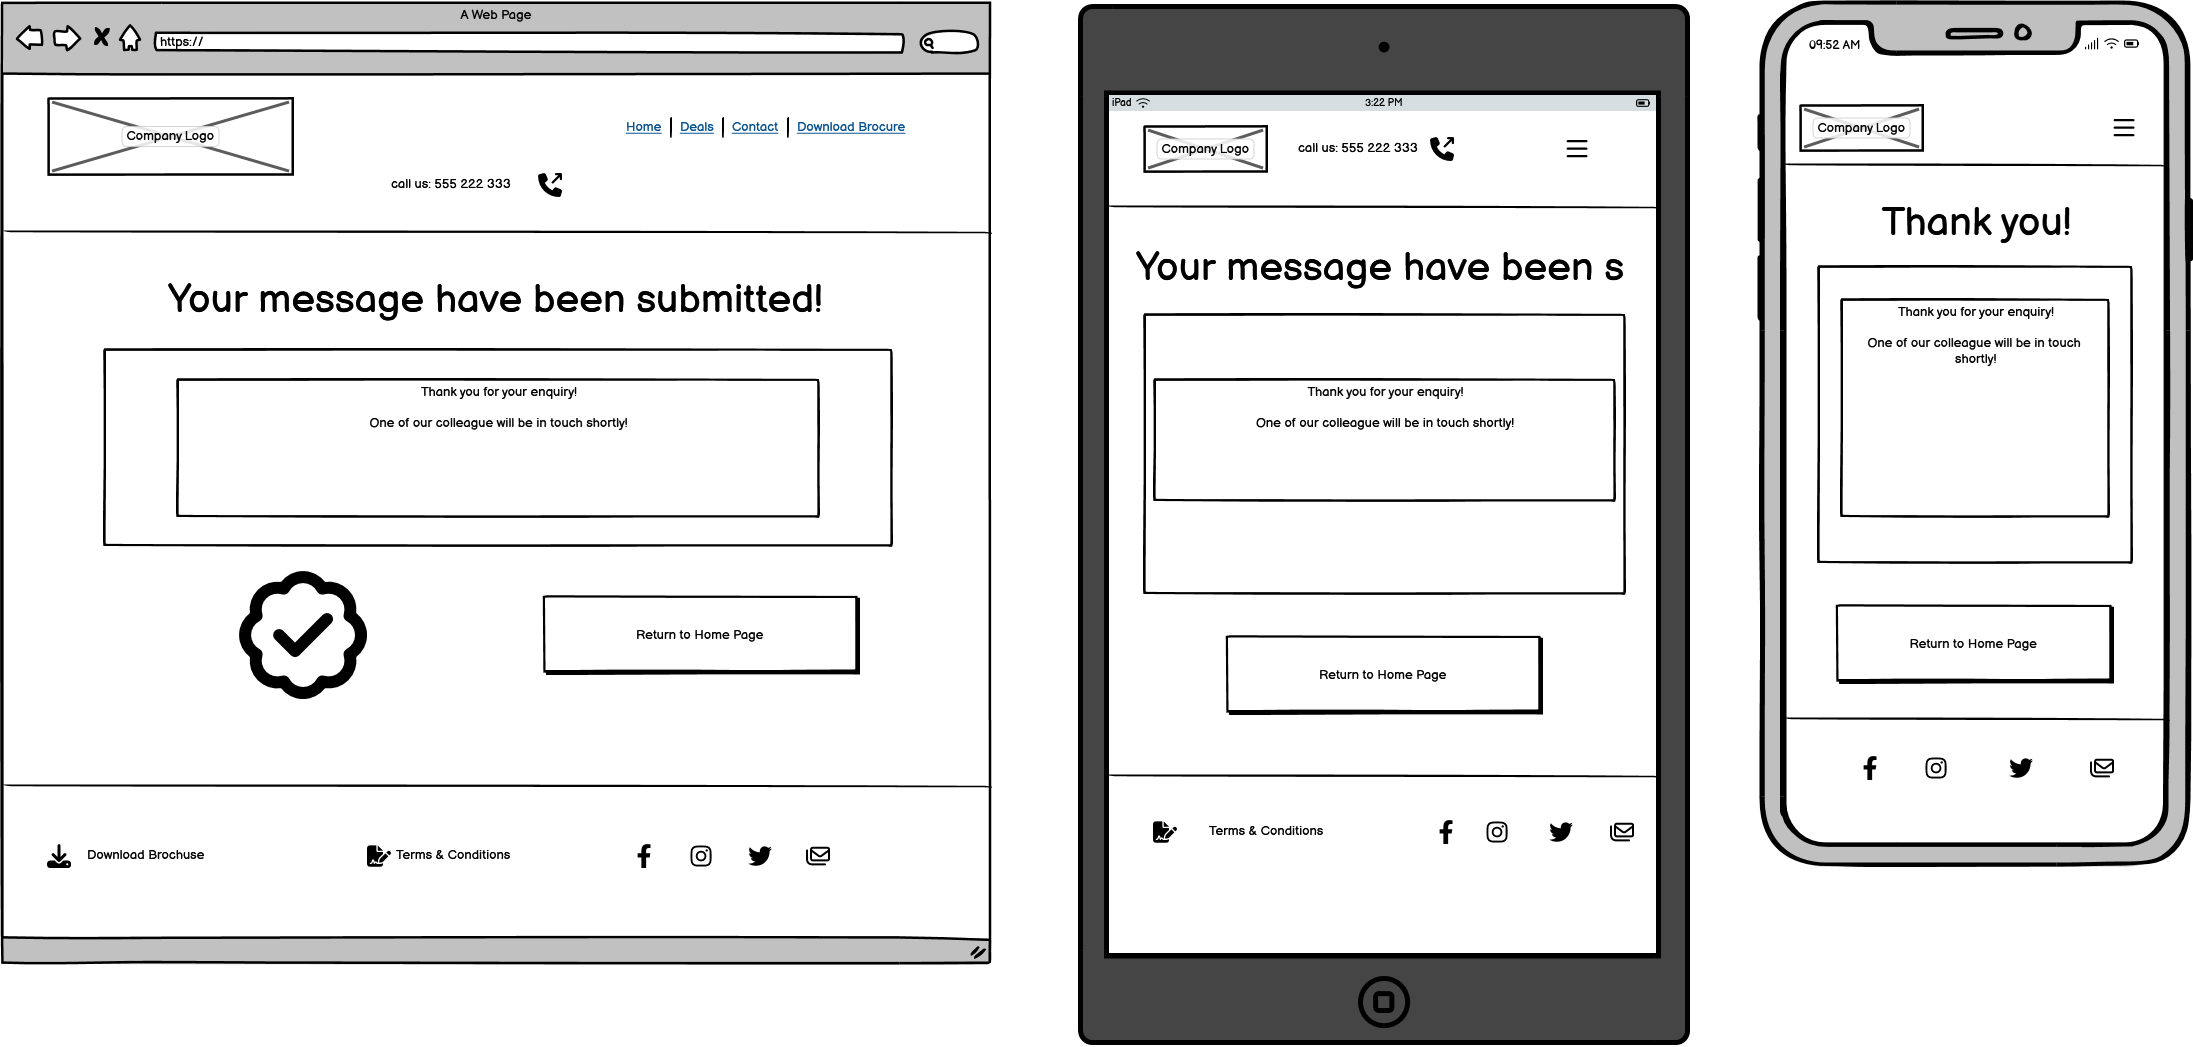 A Web Page
https://
Company Logo
Home
Deals
Contact
Download Brocure
call us: 555 222 333
Your message have been submitted!
Thank you for your enquiry!
One of our colleague will be in touch shortly!
Return to Home Page
Download Brochuse
Terms & Conditions
iPad
3:22 PM
Company Logo
call us: 555 222 333
Your message have been s
Thank you for your enquiry!
One of our colleague will be in touch shortly!
Return to Home Page
Terms & Conditions
09:52 AM
Company Logo
Thank you!
Thank you for your enquiry!
One of our colleague will be in touch
shortly!
Return to Home Page